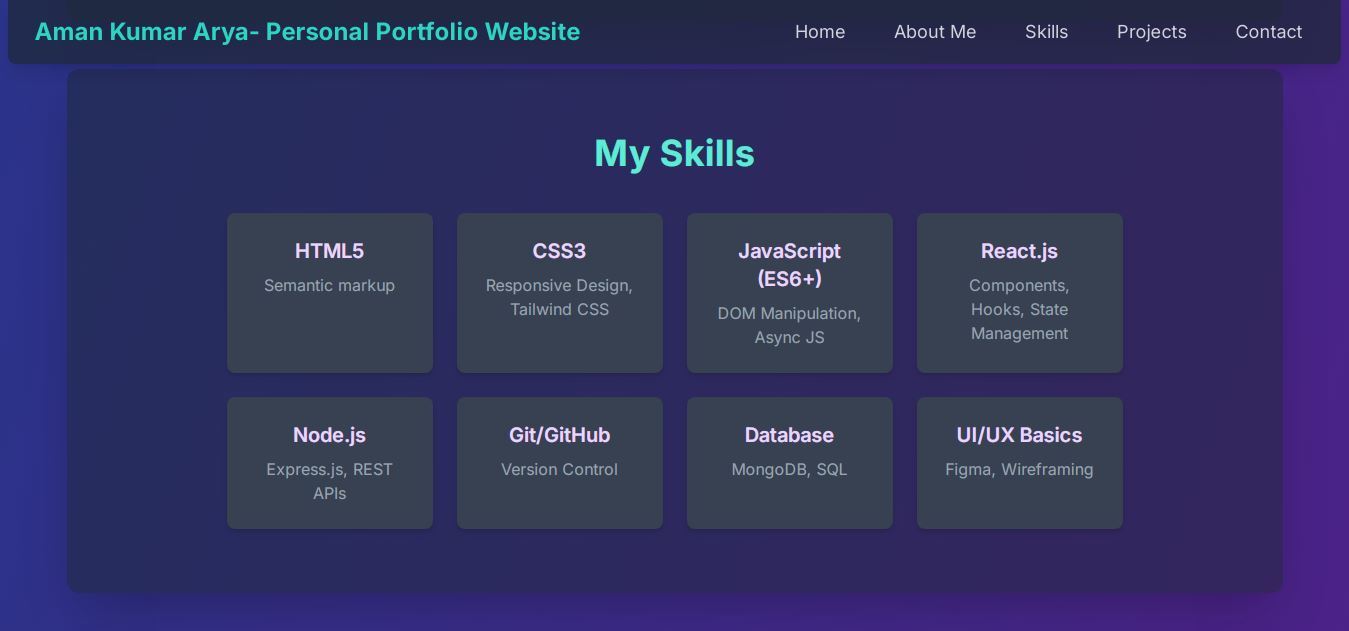 Aman Kumar Arya- Personal Portfolio Website
Home About Me Skills Projects Contact
My Skills
HTML5
Semantic markup
CSS3
Responsive Design,
Tailwind CSS
JavaScript
(ES6+)
DOM Manipulation,
Async JS
React.js
Components,
Hooks, State
Management
Node.js
Express.js, REST
APIs
Git/GitHub
Version Control
Database
MongoDB, SQL
UI/UX Basics
Figma, Wireframing